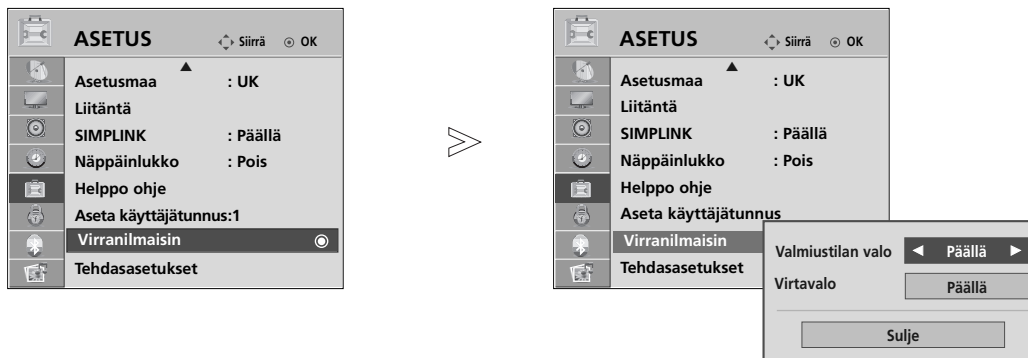 ASETUS Siirrä OK
Asetusmaa : UK
Liitäntä
SIMPLINK : Päällä
Näppäinlukko : Pois
Helppo ohje
Aseta käyttäjätunnus:1
Virranilmaisin
Tehdasasetukset
ASETUS Siirrä OK
Asetusmaa : UK
Liitäntä
SIMPLINK : Päällä
Näppäinlukko : Pois
Helppo ohje
Aseta käyttäjätunnus
Virranilmaisin
Tehdasasetukset
Valmiustilan valo ◄ Päällä ►
Virtavalo Päällä
Sulje